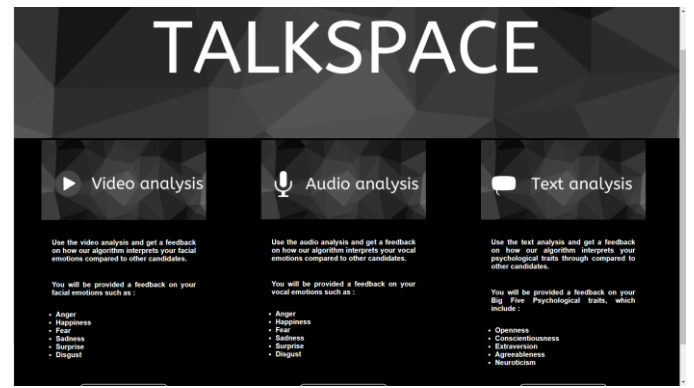 TALKSPACE
Video analysis
Use the video analysis and get a feedback
on how our algorithm interprets your facial
emotions compared to other candidates.
You will be provided a feedback on your
facial emotions such as :
• Anger
• Happiness
• Fear
• Sadness
• Surprise
• Disgust
Audio analysis
Use the audio analysis and get a feedback
on how our algorithm interprets your vocal
emotions compared to other candidates.
You will be provided a feedback on your
vocal emotions such as :
• Anger
• Happiness
• Fear
• Sadness
• Surprise
• Disgust
Text analysis
Use the text analysis and get a feedback
on how our algorithm interprets your
psychological traits through compared to
other candidates.
You will be provided a feedback on your
Big Five Psychological traits, which
include :
• Openness
• Conscientiousness
• Extraversion
• Agreeableness
• Neuroticism